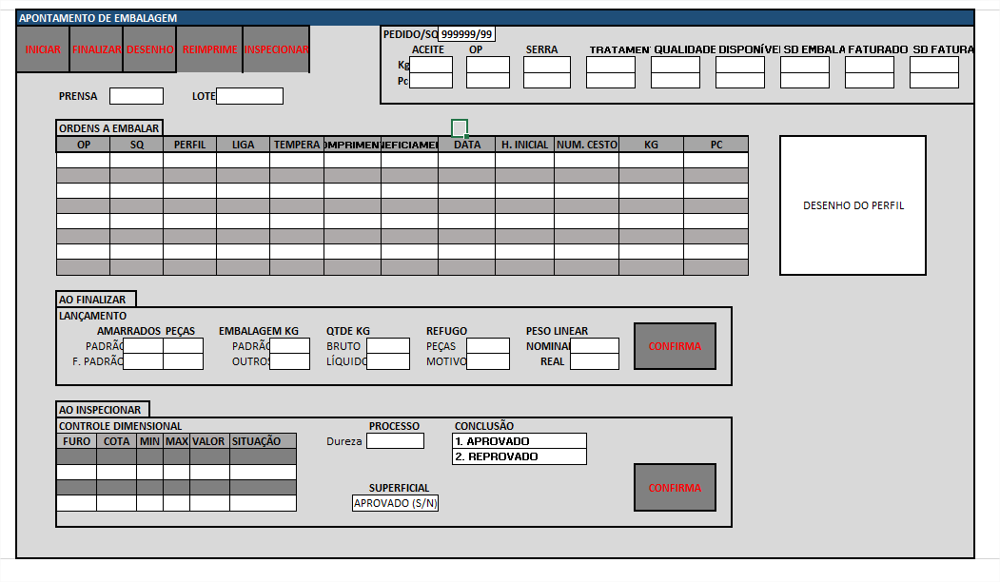 APONTAMENTO DE EMBALAGEM
INICIAR FINALIZAR DESENHO REIMPRIME INSPECIONAR
PEDIDO/SQ 999999/99
ACEITE OP SERRA TRATAMEN QUALIDADE DISPONÍVE SD EMBALA FATURADO SD FATURA
Kg
Pc
PRENSA LOTE
ORDENS A EMBALAR
OP SQ PERFIL LIGA TEMPERA OMPRIMEN NEFICIAMEN DATA H. INICIAL NUM. CESTO KG PC
DESENHO DO PERFIL
AO FINALIZAR
LANÇAMENTO
AMARRADOS PEÇAS EMBALAGEM KG QTDE KG REFUGO PESO LINEAR
PADRÃO PADRÃO BRUTO PEÇAS NOMINAL
F. PADRÃO OUTROS LÍQUIDO MOTIVO REAL
CONFIRMA
AO INSPECIONAR
CONTROLE DIMENSIONAL PROCESSO CONCLUSÃO
FURO COTA MIN MAX VALOR SITUAÇÃO Dureza 1. APROVADO
2. REPROVADO
SUPERFICIAL
APROVADO (S/N)
CONFIRMA